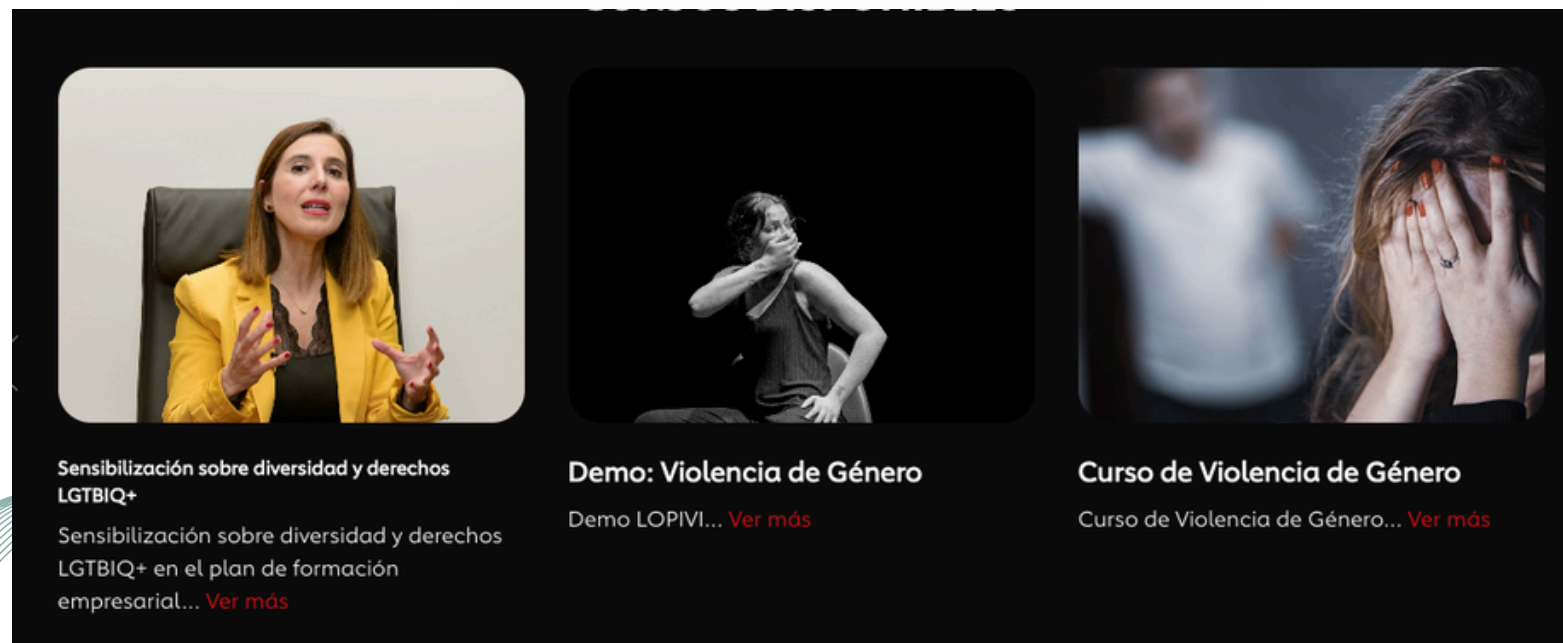 Sensibilización sobre diversidad y derechos
LGTBIQ+
Sensibilización sobre diversidad y derechos
LGTBIQ+ en el plan de formación
empresarial... Ver más
Demo: Violencia de Género
Demo LOPIVI... Ver más
Curso de Violencia de Género
Curso de Violencia de Género... Ver más